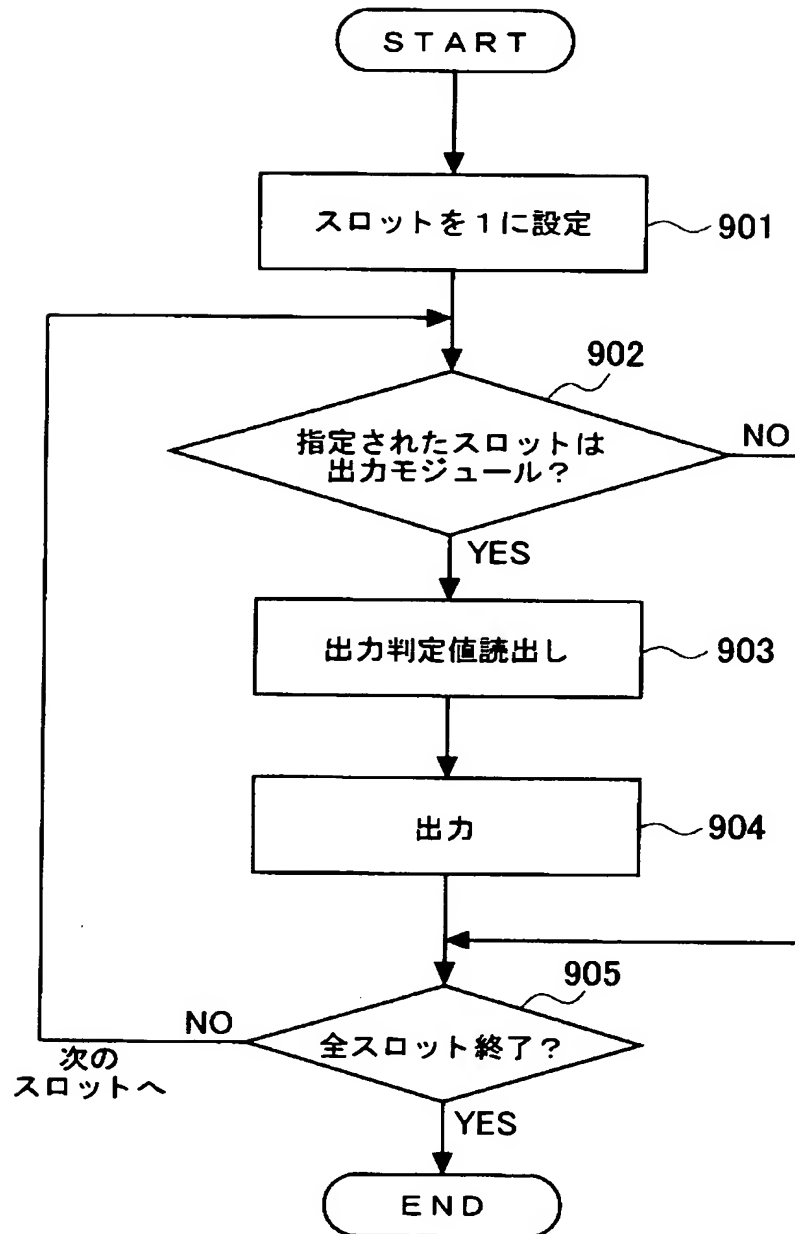 START
スロットを1に設定
901
902
指定されたスロットは
出力モジュール?
NO
YES
出力判定値読出し
903
出力
904
905
全スロット終了?
NO
次の
スロットへ
YES
END